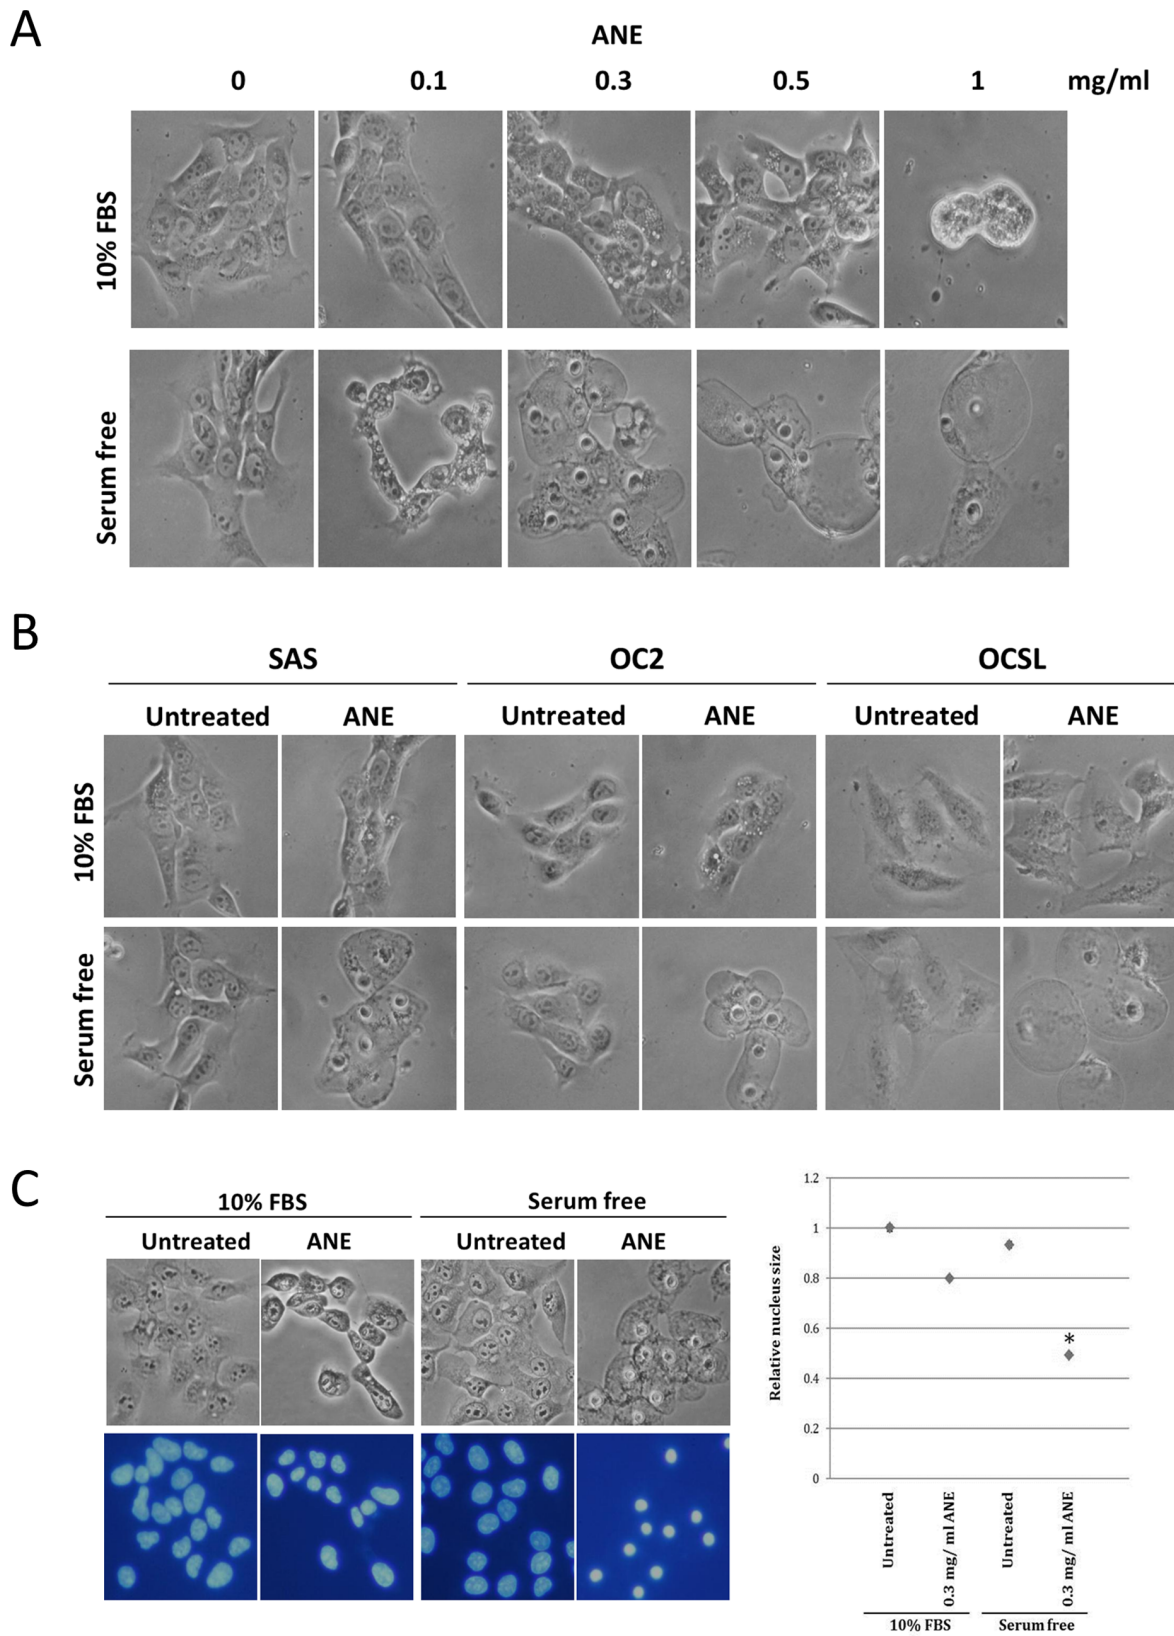 A
ANE
0 0.1 0.3 0.5 1 mg/ml
10% FBS
Serum free
B
SAS OC2 OCSL
Untreated ANE Untreated ANE Untreated ANE
10% FBS
Serum free
C
10% FBS Serum free
Untreated ANE Untreated ANE
Relative nucleus size
1.2
1
0.8
0.6
0.4
0.2
0
*
Untreated
0.3 mg/ ml ANE
Untreated
0.3 mg/ ml ANE
10% FBS Serum free